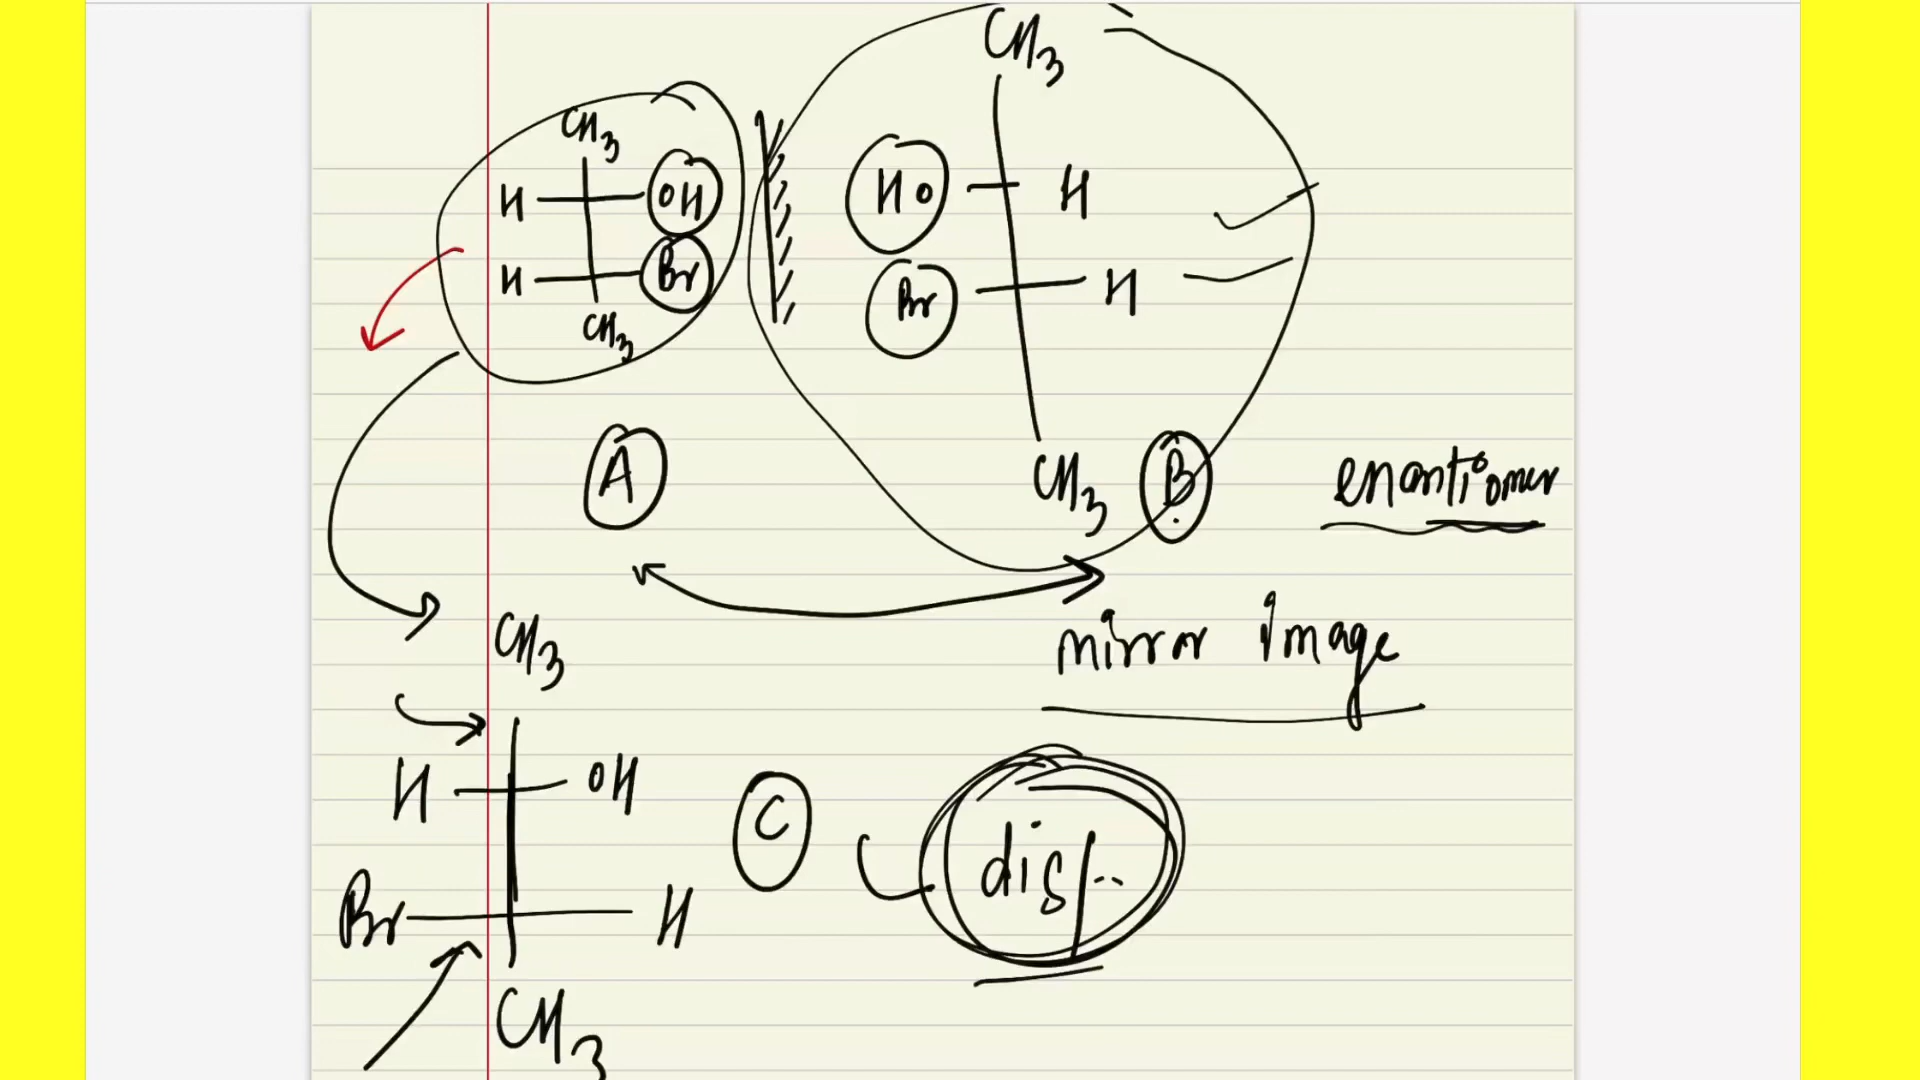 CH3
CH3
H OH
HO H
H Br
Br H
CH3
A
CH3 B
enantiomer
CH3
mirror image
H OH
C
dis
Br H
CH3